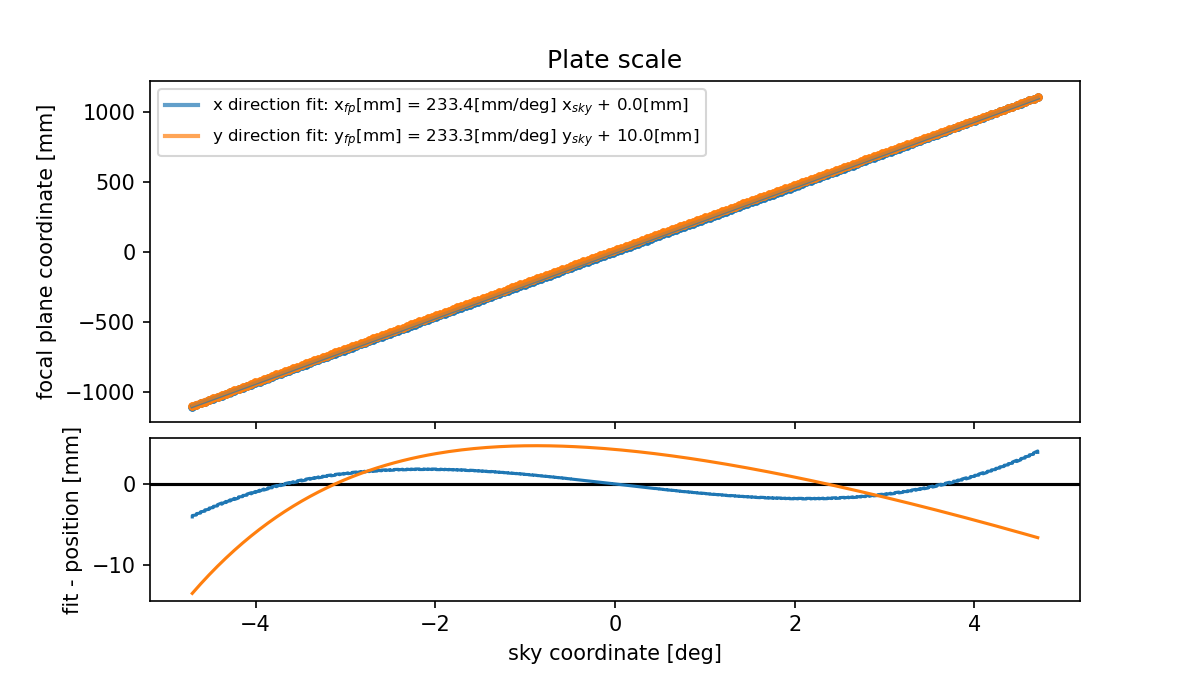 Plate scale
x direction fit: x_fp[mm] = 233.4[mm/deg] x_sky + 0.0[mm]
y direction fit: y_fp[mm] = 233.3[mm/deg] y_sky + 10.0[mm]
focal plane coordinate [mm]
1000
500
0
−500
−1000
fit - position [mm]
0
−10
−4 −2 0 2 4
sky coordinate [deg]